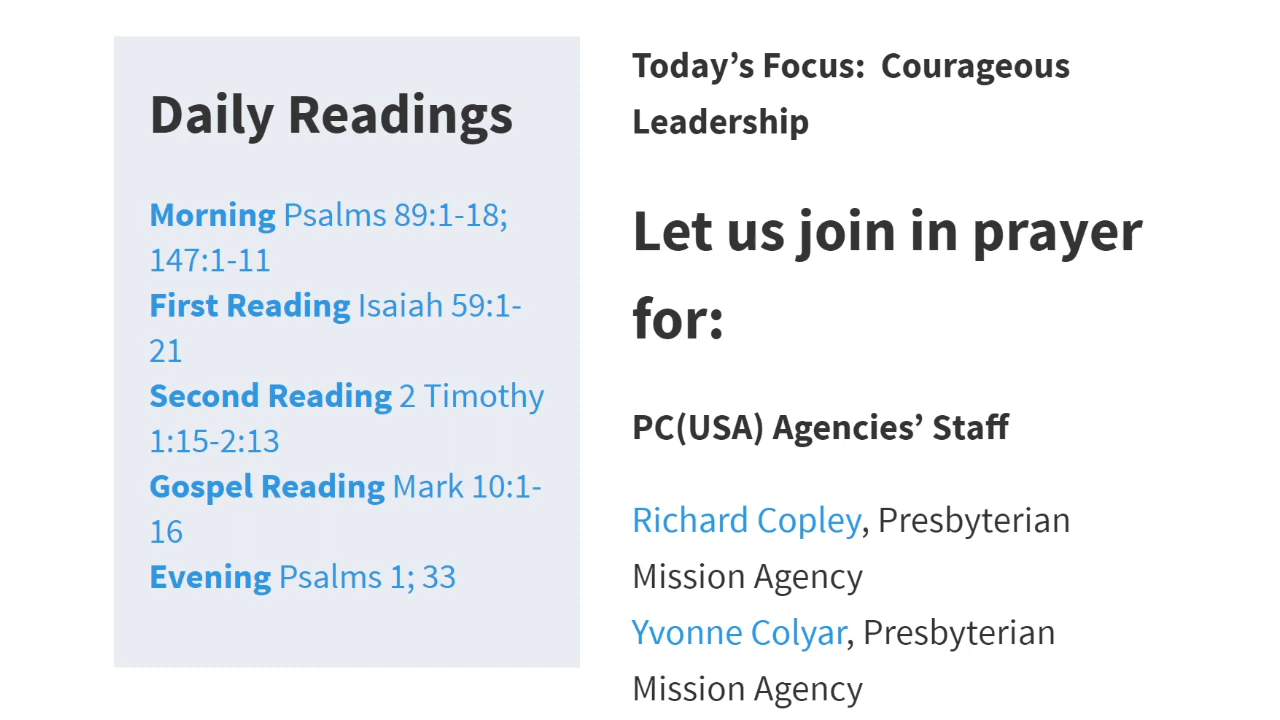 Daily Readings
Morning Psalms 89:1-18;
147:1-11
First Reading Isaiah 59:1-
21
Second Reading 2 Timothy
1:15-2:13
Gospel Reading Mark 10:1-
16
Evening Psalms 1; 33
Today’s Focus:  Courageous
Leadership
Let us join in prayer
for:
PC(USA) Agencies’ Staff
Richard Copley, Presbyterian
Mission Agency
Yvonne Colyar, Presbyterian
Mission Agency